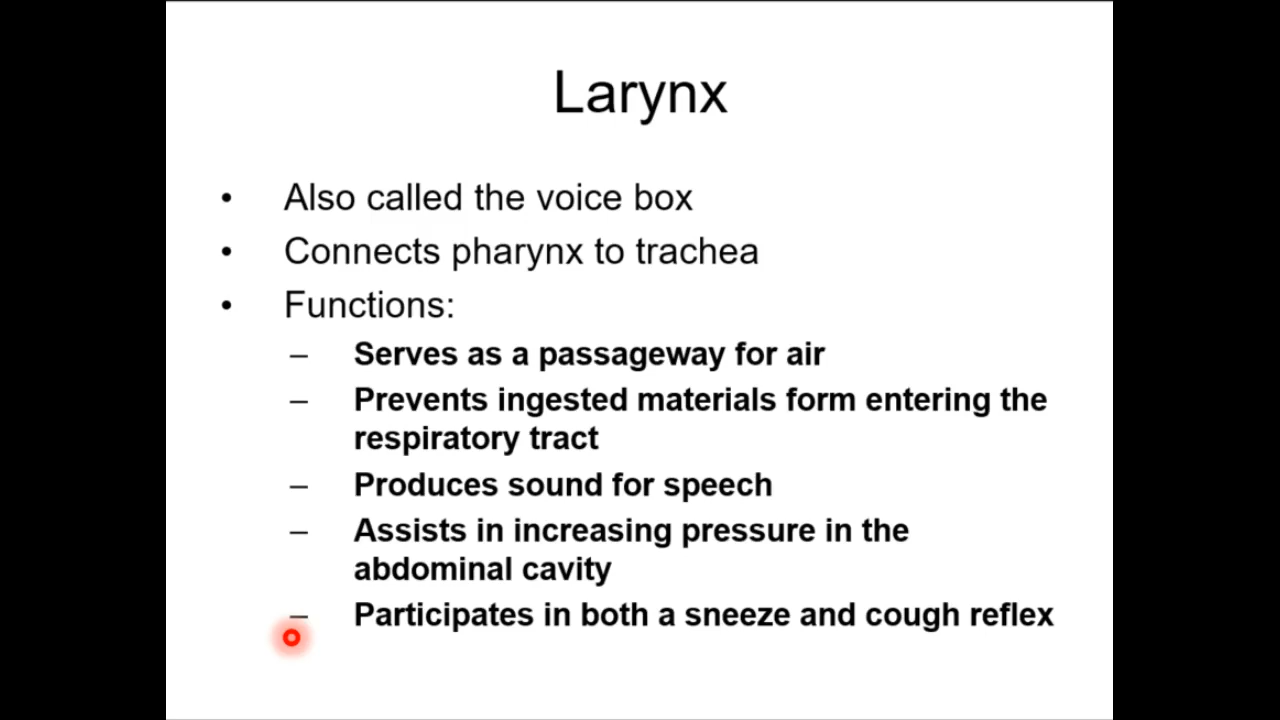 Larynx
• Also called the voice box
• Connects pharynx to trachea
• Functions:
– Serves as a passageway for air
– Prevents ingested materials form entering the
respiratory tract
– Produces sound for speech
– Assists in increasing pressure in the
abdominal cavity
– Participates in both a sneeze and cough reflex